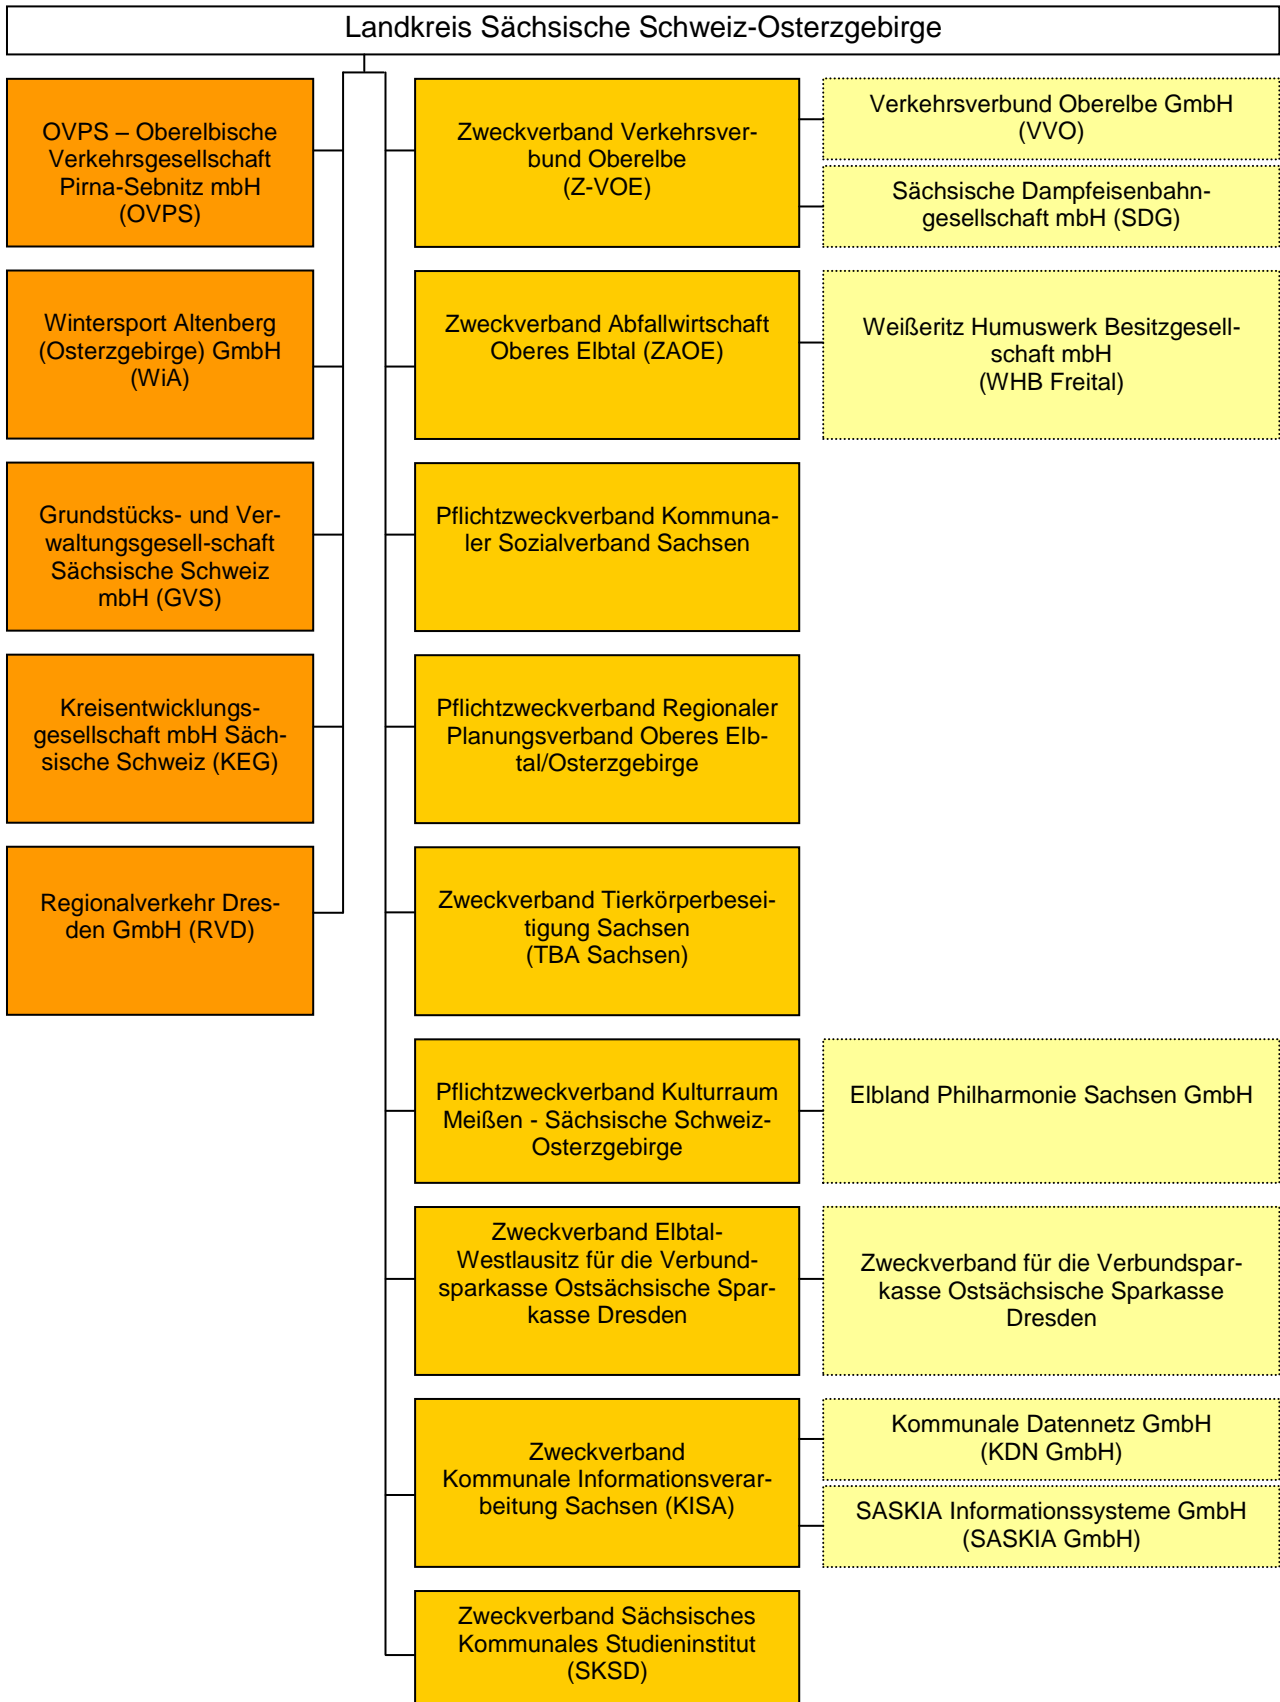 Landkreis Sächsische Schweiz-Osterzgebirge
OVPS – Oberelbische
Verkehrsgesellschaft
Pirna-Sebnitz mbH
(OVPS)
Wintersport Altenberg
(Osterzgebirge) GmbH
(WiA)
Grundstücks- und Ver-
waltungsgesell-schaft
Sächsische Schweiz
mbH (GVS)
Kreisentwicklungs-
gesellschaft mbH Säch-
sische Schweiz (KEG)
Regionalverkehr Dres-
den GmbH (RVD)
Zweckverband Verkehrsver-
bund Oberelbe
(Z-VOE)
Verkehrsverbund Oberelbe GmbH
(VVO)
Sächsische Dampfeisenbahn-
gesellschaft mbH (SDG)
Zweckverband Abfallwirtschaft
Oberes Elbtal (ZAOE)
Weißeritz Humuswerk Besitzgesell-
schaft mbH
(WHB Freital)
Pflichtzweckverband Kommuna-
ler Sozialverband Sachsen
Pflichtzweckverband Regionaler
Planungsverband Oberes Elb-
tal/Osterzgebirge
Zweckverband Tierkörperbesei-
tigung Sachsen
(TBA Sachsen)
Pflichtzweckverband Kulturraum
Meißen - Sächsische Schweiz-
Osterzgebirge
Elbland Philharmonie Sachsen GmbH
Zweckverband Elbtal-
Westlausitz für die Verbund-
sparkasse Ostsächsische Spar-
kasse Dresden
Zweckverband für die Verbundspar-
kasse Ostsächsische Sparkasse
Dresden
Zweckverband
Kommunale Informationsverar-
beitung Sachsen (KISA)
Kommunale Datennetz GmbH
(KDN GmbH)
SASKIA Informationssysteme GmbH
(SASKIA GmbH)
Zweckverband Sächsisches
Kommunales Studieninstitut
(SKSD)